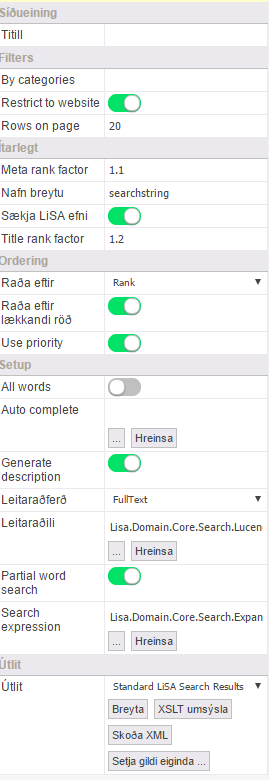 Síðueining
Titill
Filters
By categories
Restrict to website
Rows on page 20
Ítarlegt
Meta rank factor 1.1
Nafn breytu searchstring
Sækja LiSA efni
Title rank factor 1.2
Ordering
Raða eftir Rank
Raða eftir
lækkandi röð
Use priority
Setup
All words
Auto complete
... Hreinsa
Generate
description
Leitaraðferð FullText
Leitaraðili Lisa.Domain.Core.Search.Lucen
... Hreinsa
Partial word
search
Search
expression Lisa.Domain.Core.Search.Expan
... Hreinsa
Útlit
Útlit Standard LiSA Search Results
Breyta XSLT umsýsla
Skoða XML
Setja gildi eiginda ...